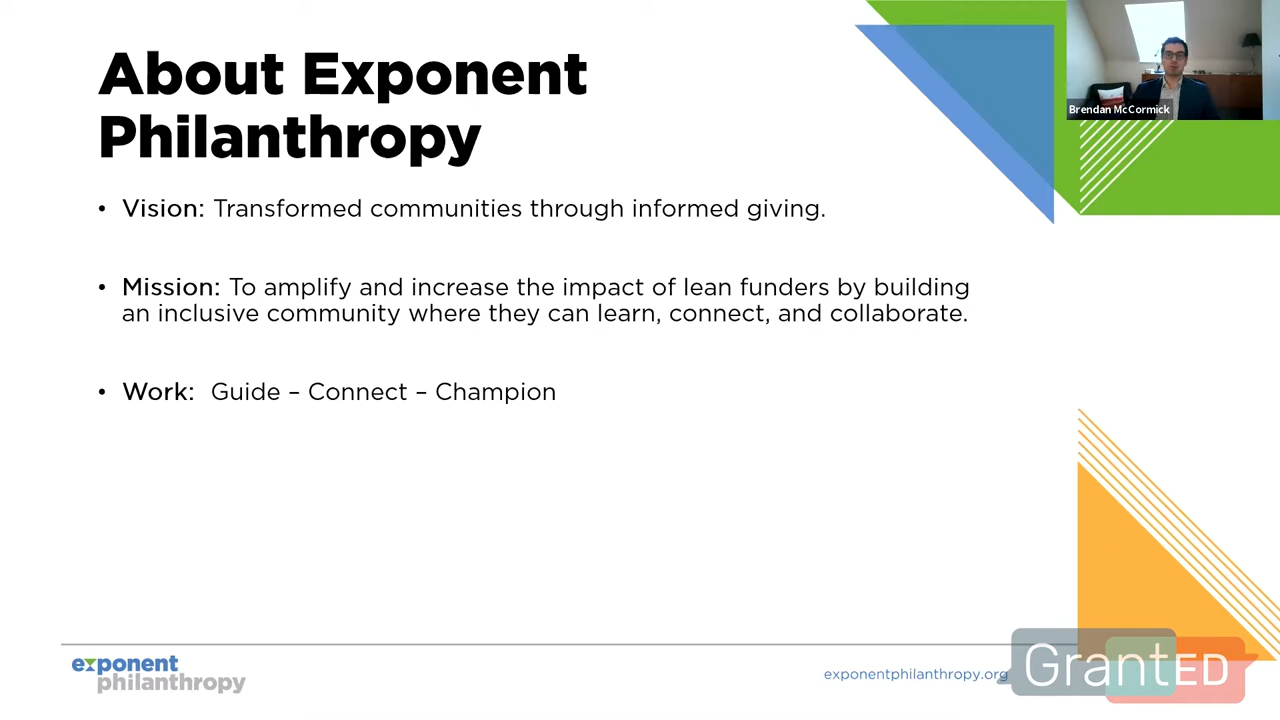 About Exponent
Philanthropy
Brendan McCormick
• Vision: Transformed communities through informed giving.
• Mission: To amplify and increase the impact of lean funders by building
an inclusive community where they can learn, connect, and collaborate.
• Work: Guide – Connect – Champion
exponent
philanthropy
exponentphilanthropy.org
GrantED